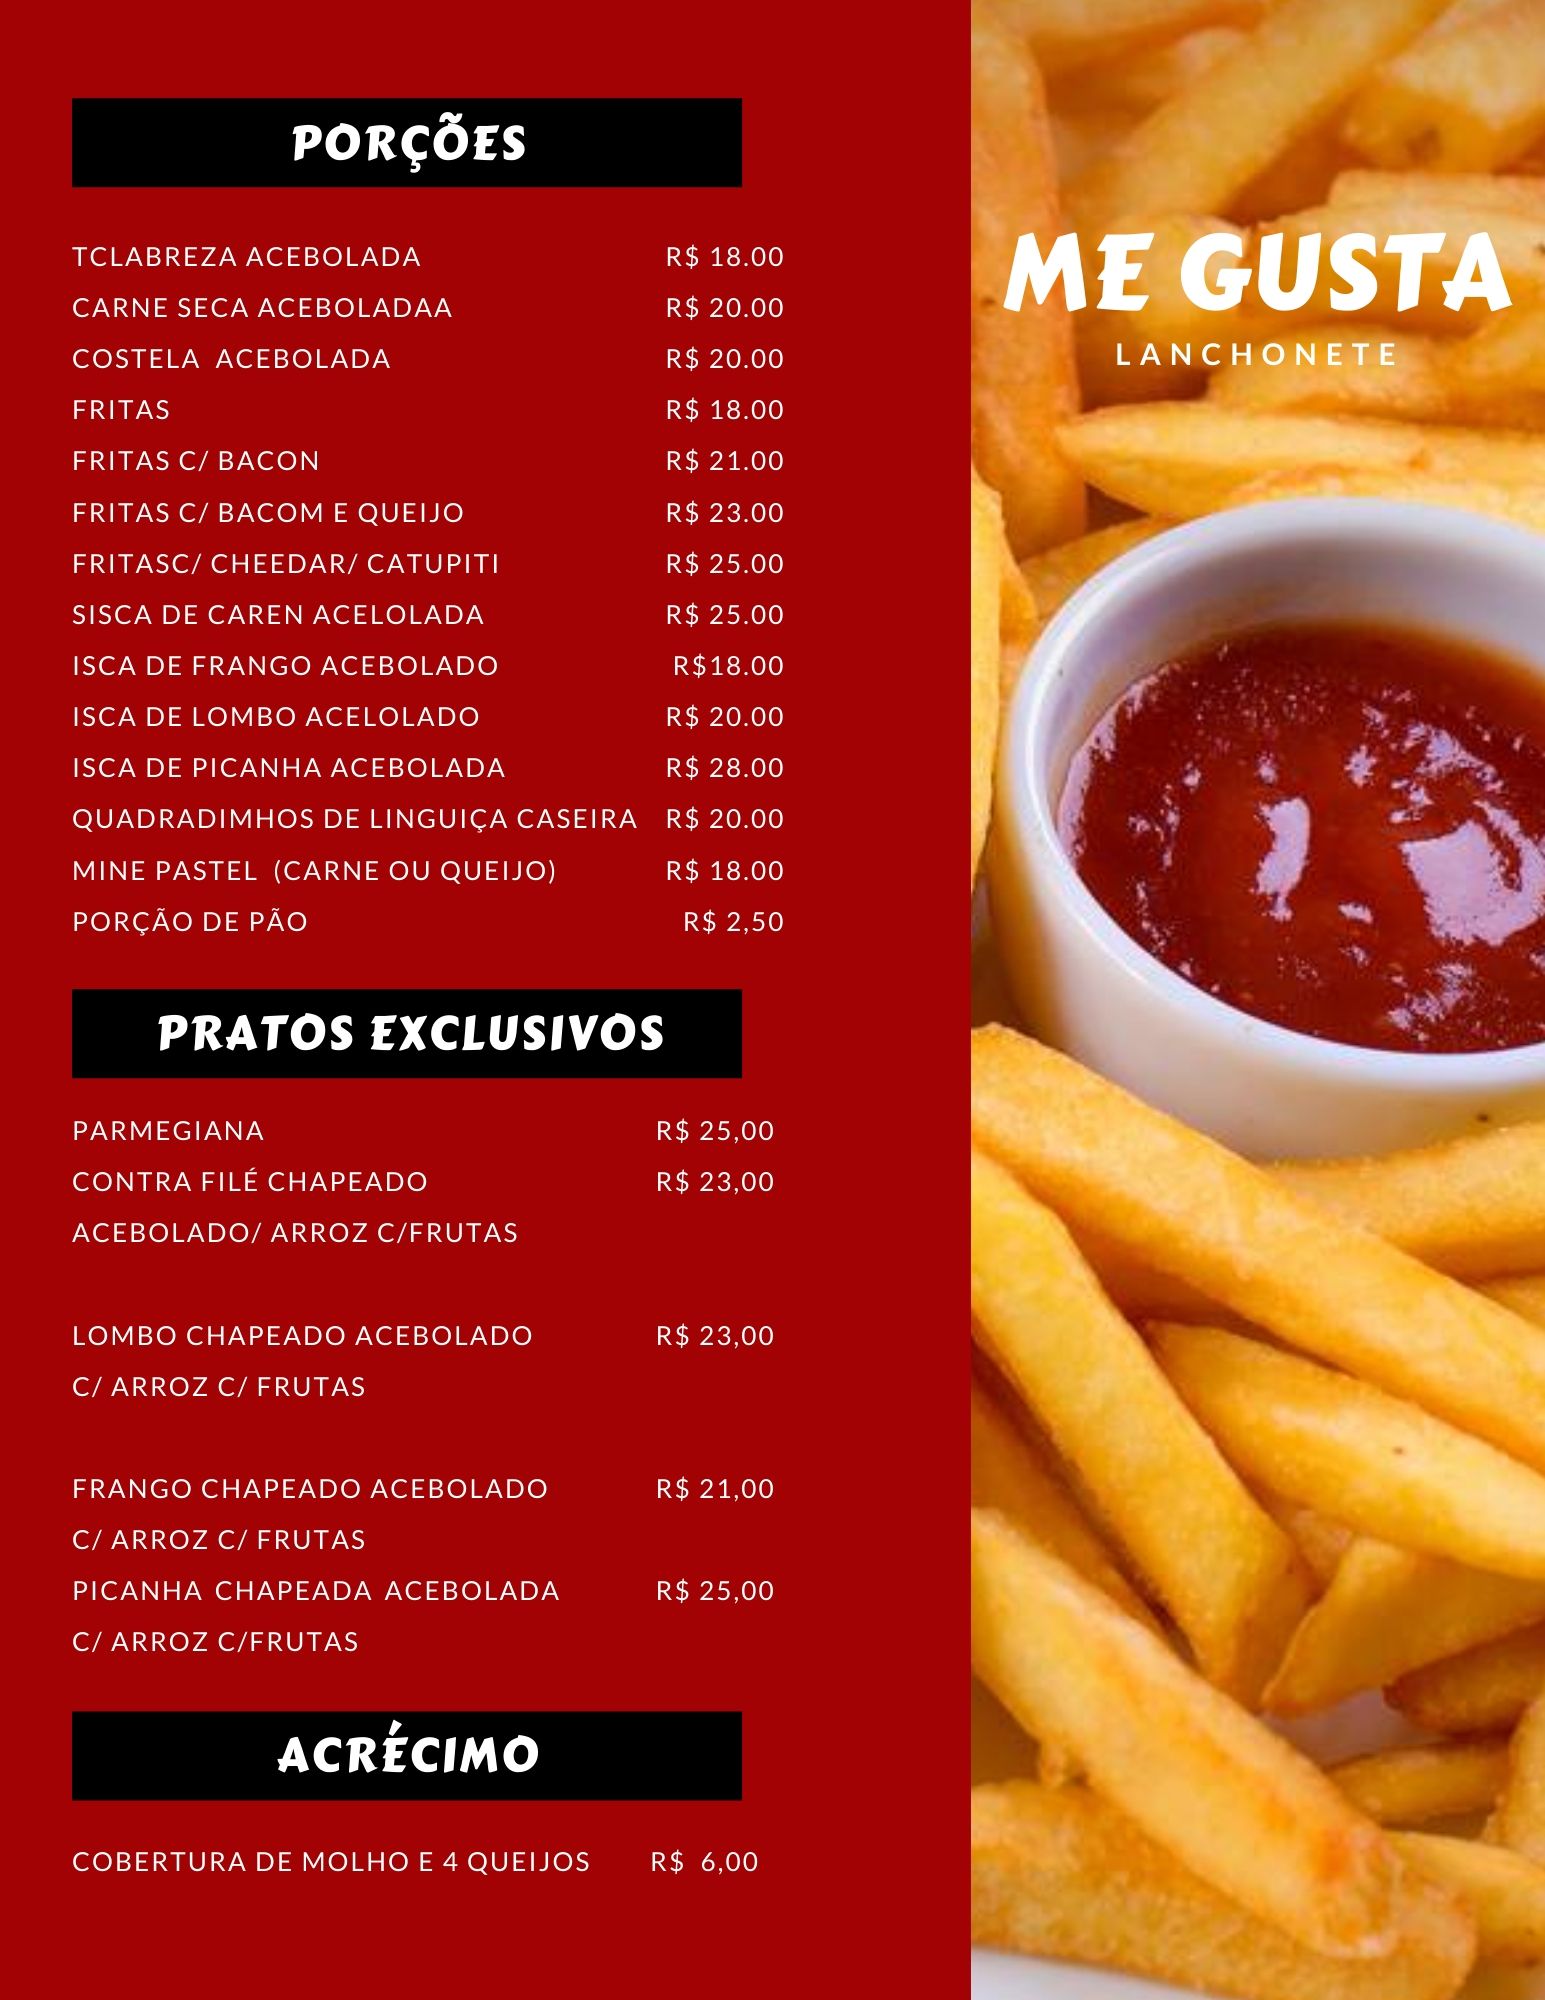 PORÇÕES
TCLABREZA ACEBOLADA R$ 18.00
CARNE SECA ACEBOLADAA R$ 20.00
COSTELA ACEBOLADA R$ 20.00
FRITAS R$ 18.00
FRITAS C/ BACON R$ 21.00
FRITAS C/ BACOM E QUEIJO R$ 23.00
FRITASC/ CHEEDAR/ CATUPITI R$ 25.00
SISCA DE CAREN ACELOLADA R$ 25.00
ISCA DE FRANGO ACEBOLADO R$18.00
ISCA DE LOMBO ACELOLADO R$ 20.00
ISCA DE PICANHA ACEBOLADA R$ 28.00
QUADRADIMHOS DE LINGUIÇA CASEIRA R$ 20.00
MINE PASTEL (CARNE OU QUEIJO) R$ 18.00
PORÇÃO DE PÃO R$ 2,50
PRATOS EXCLUSIVOS
PARMEGIANA R$ 25,00
CONTRA FILÉ CHAPEADO R$ 23,00
ACEBOLADO/ ARROZ C/FRUTAS
LOMBO CHAPEADO ACEBOLADO R$ 23,00
C/ ARROZ C/ FRUTAS
FRANGO CHAPEADO ACEBOLADO R$ 21,00
C/ ARROZ C/ FRUTAS
PICANHA CHAPEADA ACEBOLADA R$ 25,00
C/ ARROZ C/FRUTAS
ACRÉCIMO
COBERTURA DE MOLHO E 4 QUEIJOS R$ 6,00
ME GUSTA
LANCHONETE